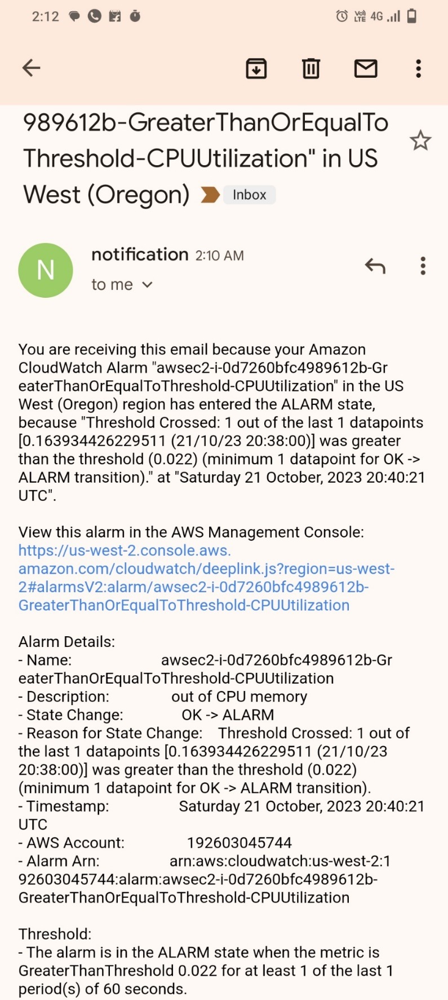 2:12
Vo))
LTE 4G
989612b-GreaterThanOrEqualTo
Threshold-CPUUtilization" in US
West (Oregon) Inbox
N
notification 2:10 AM
to me
You are receiving this email because your Amazon
CloudWatch Alarm "awsec2-i-0d7260bfc4989612b-Gr
eaterThanOrEqualToThreshold-CPUUtilization" in the US
West (Oregon) region has entered the ALARM state,
because "Threshold Crossed: 1 out of the last 1 datapoints
[0.163934426229511 (21/10/23 20:38:00)] was greater
than the threshold (0.022) (minimum 1 datapoint for OK ->
ALARM transition)." at "Saturday 21 October, 2023 20:40:21
UTC".
View this alarm in the AWS Management Console:
https://us-west-2.console.aws.
amazon.com/cloudwatch/deeplink.js?region=us-west-
2#alarmsV2:alarm/awsec2-i-0d7260bfc4989612b-
GreaterThanOrEqualToThreshold-CPUUtilization
Alarm Details:
- Name: awsec2-i-0d7260bfc4989612b-Gr
eaterThanOrEqualToThreshold-CPUUtilization
- Description: out of CPU memory
- State Change: OK -> ALARM
- Reason for State Change: Threshold Crossed: 1 out of
the last 1 datapoints [0.163934426229511 (21/10/23
20:38:00)] was greater than the threshold (0.022)
(minimum 1 datapoint for OK -> ALARM transition).
- Timestamp: Saturday 21 October, 2023 20:40:21
UTC
- AWS Account: 192603045744
- Alarm Arn: arn:aws:cloudwatch:us-west-2:1
92603045744:alarm:awsec2-i-0d7260bfc4989612b-
GreaterThanOrEqualToThreshold-CPUUtilization
Threshold:
- The alarm is in the ALARM state when the metric is
GreaterThanThreshold 0.022 for at least 1 of the last 1
period(s) of 60 seconds.